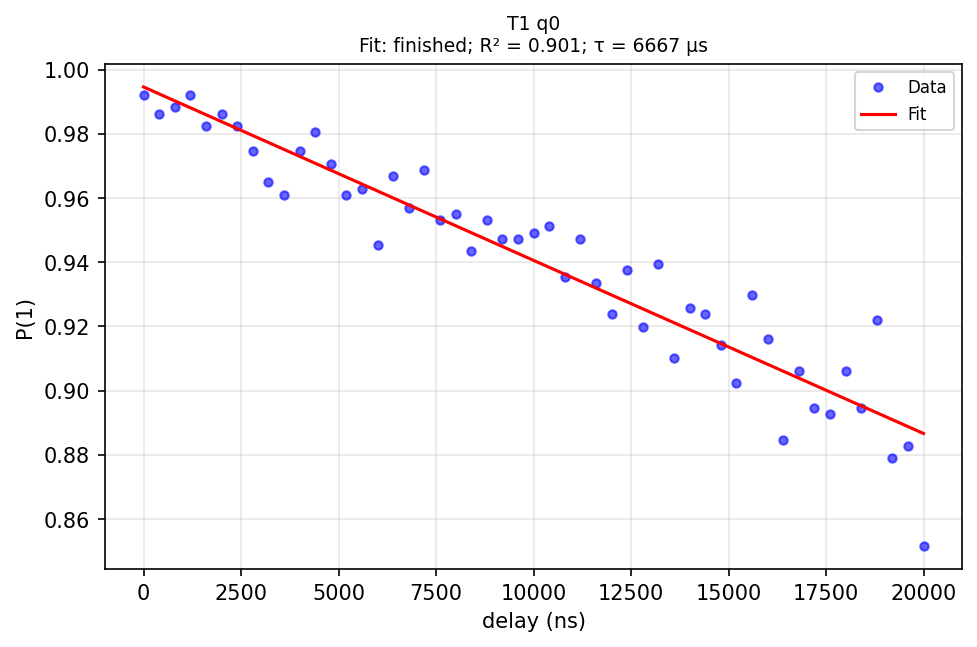 T1 q0
Fit: finished; R² = 0.901; τ = 6667 µs
1.00
0.98
0.96
0.94
0.92
0.90
0.88
0.86
P(1)
Data
Fit
0 2500 5000 7500 10000 12500 15000 17500 20000
delay (ns)